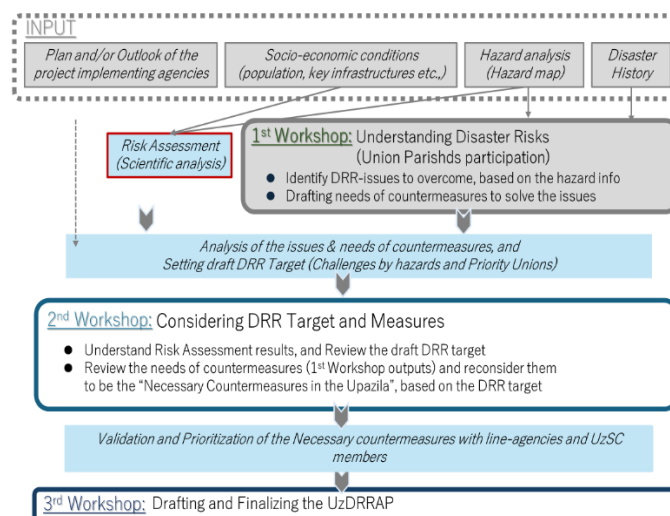 INPUT
Plan and/or Outlook of the
project implementing agencies
Socio-economic conditions
(population, key infrastructures etc.,)
Hazard analysis
(Hazard map)
Disaster
History
Risk Assessment
(Scientific analysis)
1st Workshop: Understanding Disaster Risks
(Union Parishds participation)
● Identify DRR-issues to overcome, based on the hazard info
● Drafting needs of countermeasures to solve the issues
Analysis of the issues & needs of countermeasures, and
Setting draft DRR Target (Challenges by hazards and Priority Unions)
2nd Workshop: Considering DRR Target and Measures
● Understand Risk Assessment results, and Review the draft DRR target
● Review the needs of countermeasures (1st Workshop outputs) and reconsider them
to be the “Necessary Countermeasures in the Upazila”, based on the DRR target
Validation and Prioritization of the Necessary countermeasures with line-agencies and UzSC
members
3rd Workshop: Drafting and Finalizing the UzDRRAP